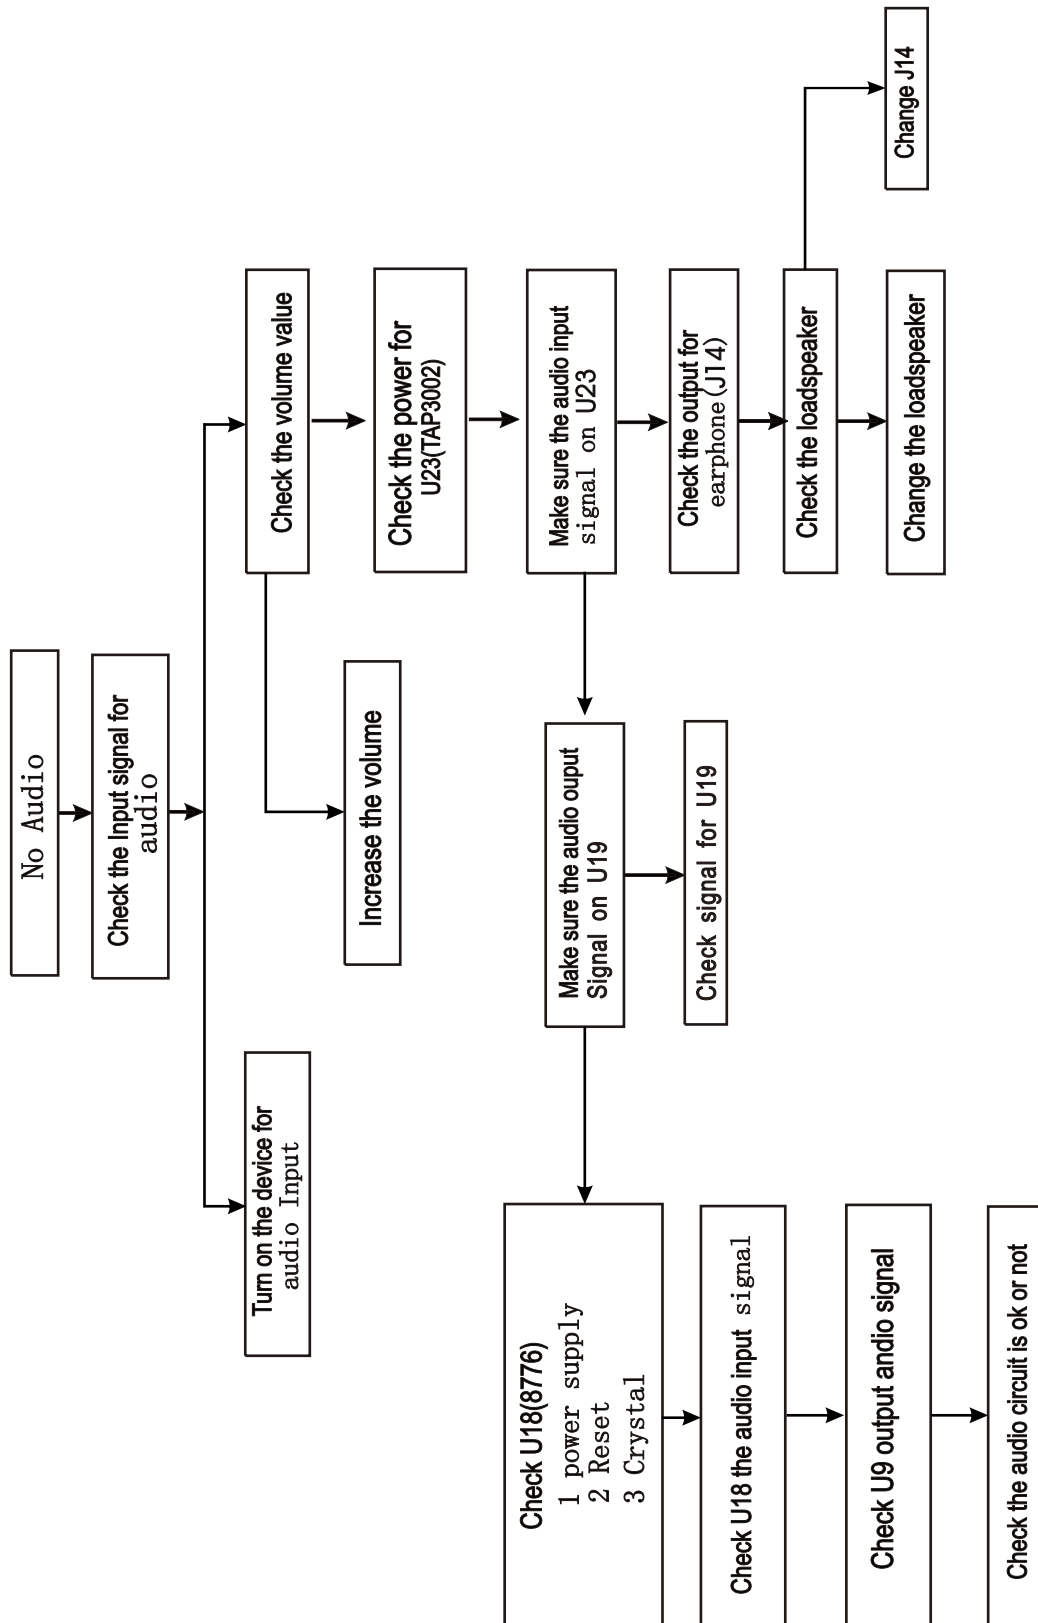 No Audio
Check the Input signal for
audio
Turn on the device for
audio Input
Check the volume value
Increase the volume
Check the power for
U23(TAP3002)
Make sure the audio input
signal on U23
Check the output for
earphone(J14)
Check the loadspeaker
Change J14
Change the loadspeaker
Make sure the audio ouput
Signal on U19
Check signal for U19
Check U18(8776)
1 power supply
2 Reset
3 Crystal
Check U18 the audio input signal
Check U9 output andio signal
Check the audio circuit is ok or not